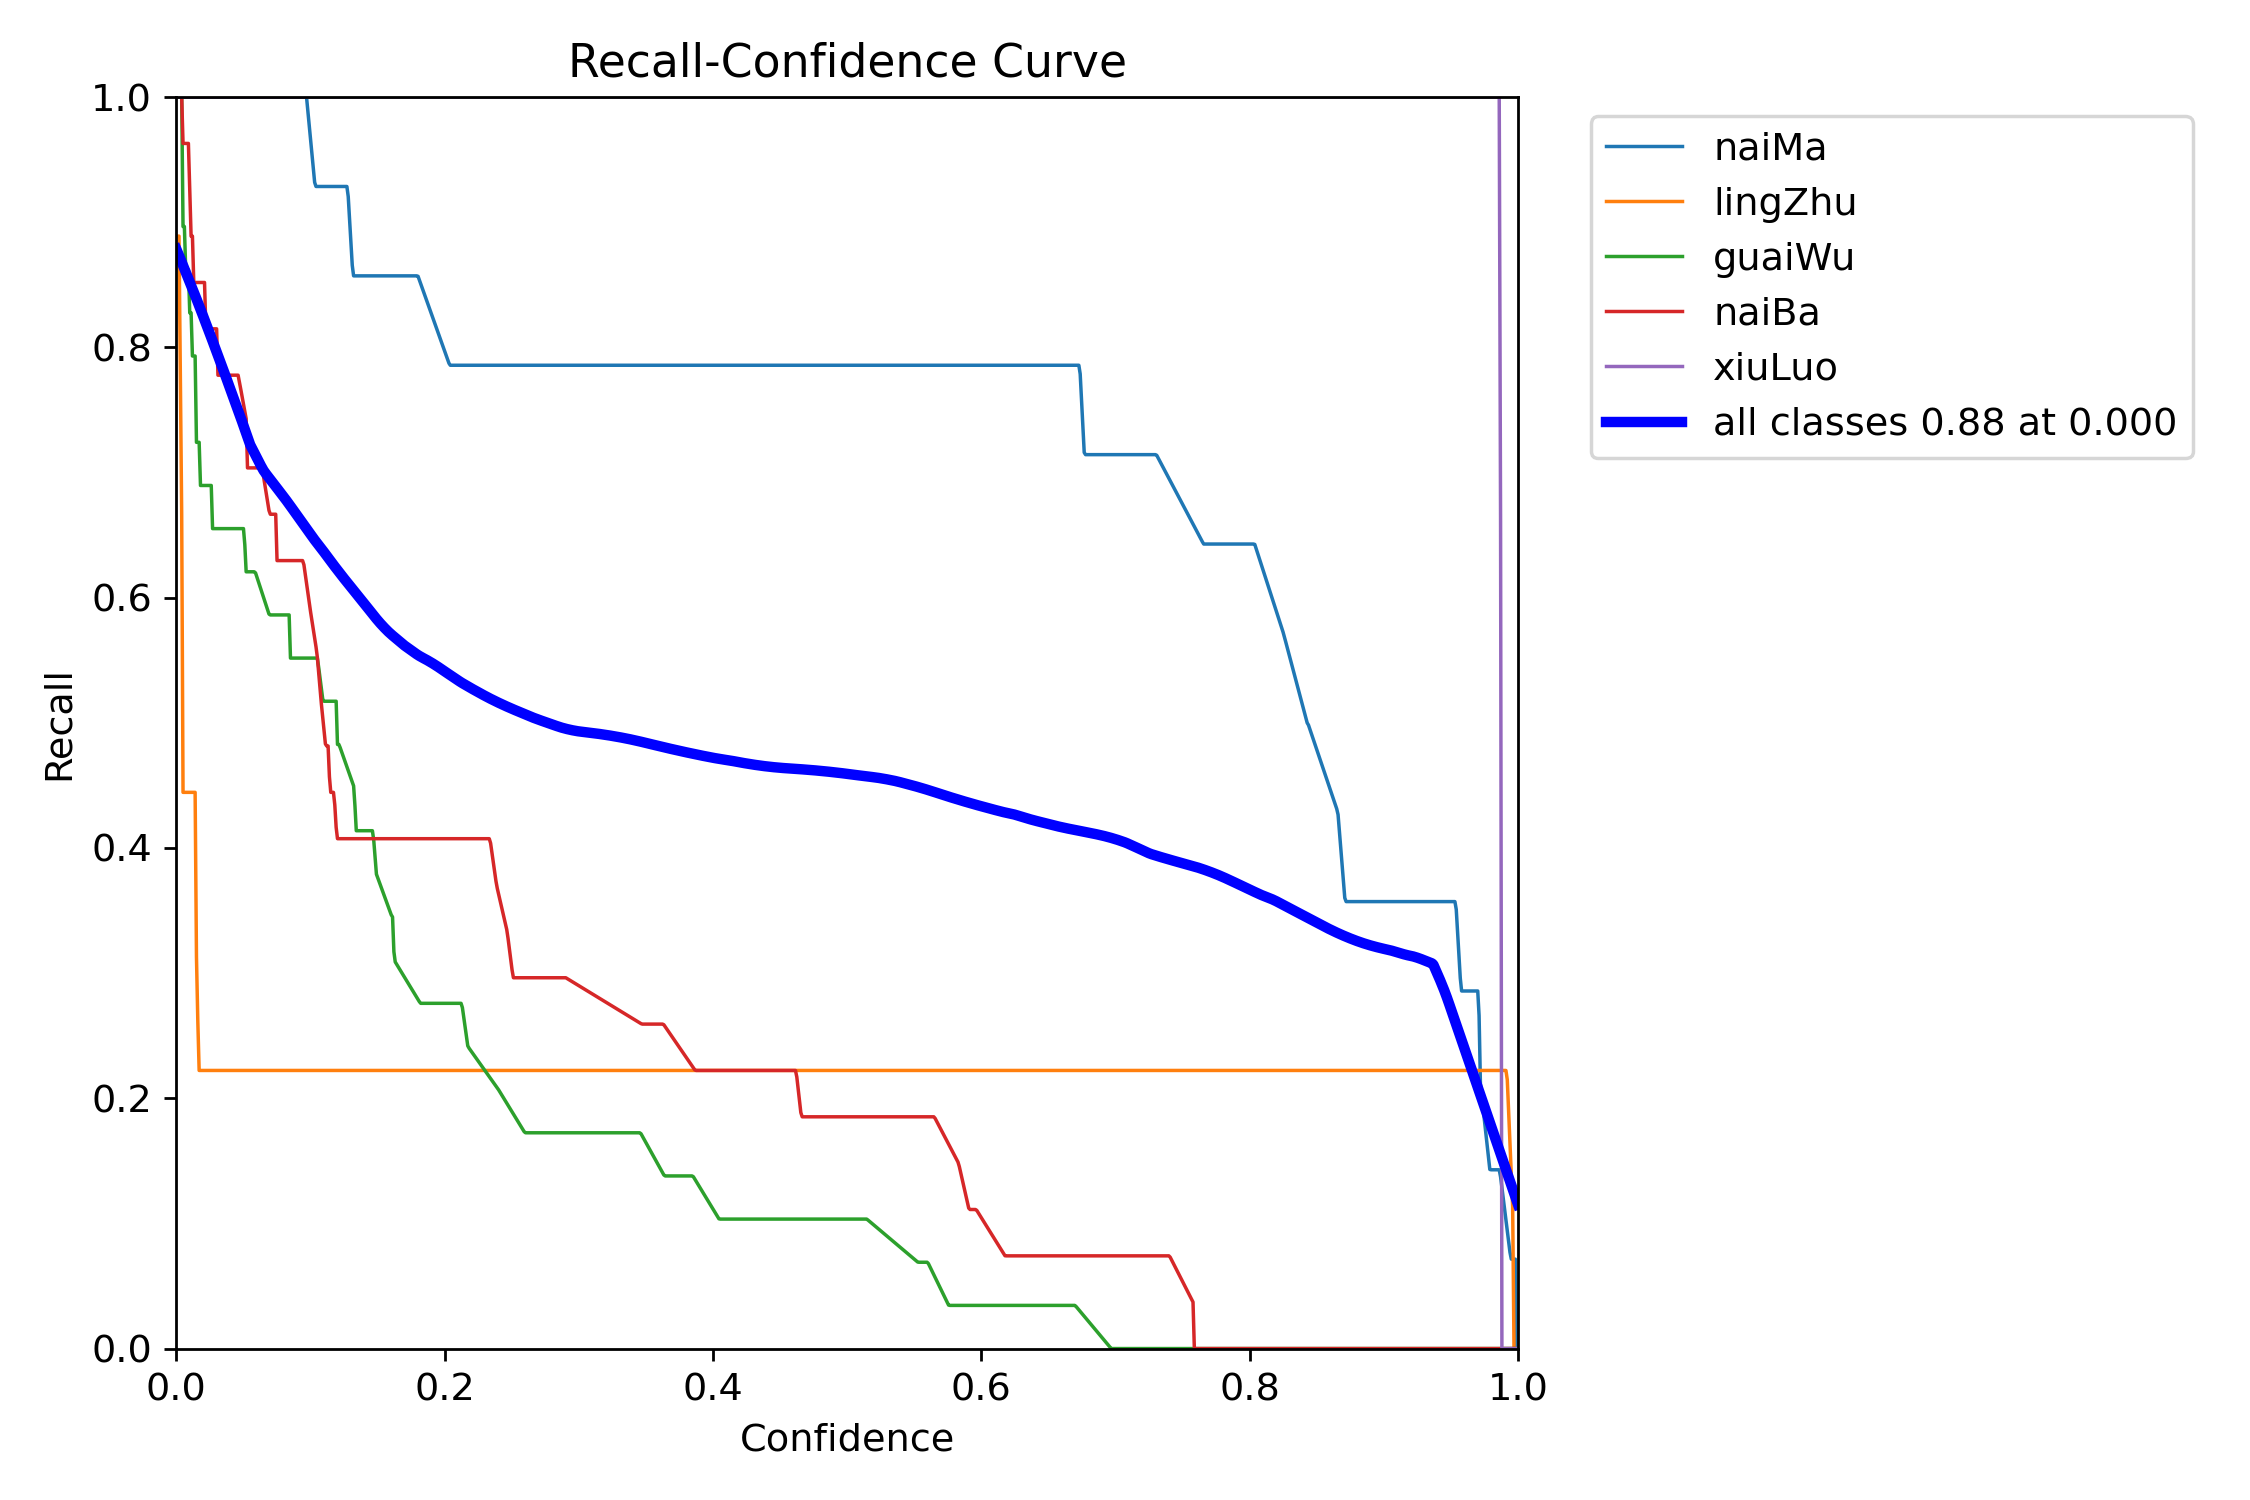 Recall-Confidence Curve
1.0
0.8
0.6
0.4
0.2
0.0
Recall
0.0 0.2 0.4 0.6 0.8 1.0
Confidence
naiMa
lingZhu
guaiWu
naiBa
xiuLuo
all classes 0.88 at 0.000